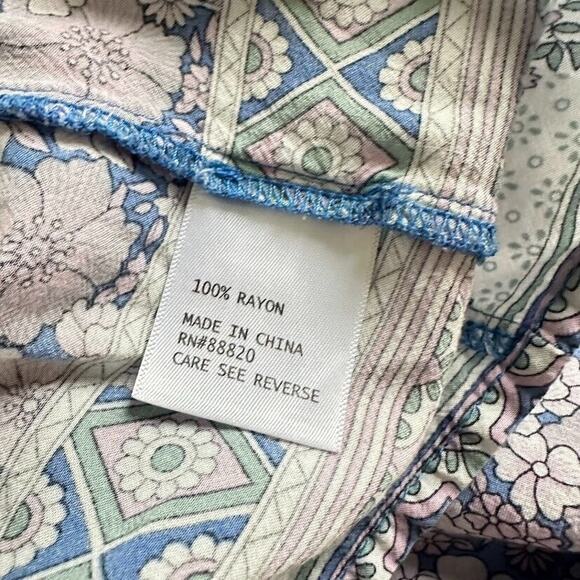 100% RAYON
MADE IN CHINA
RN#88820
CARE SEE REVERSE